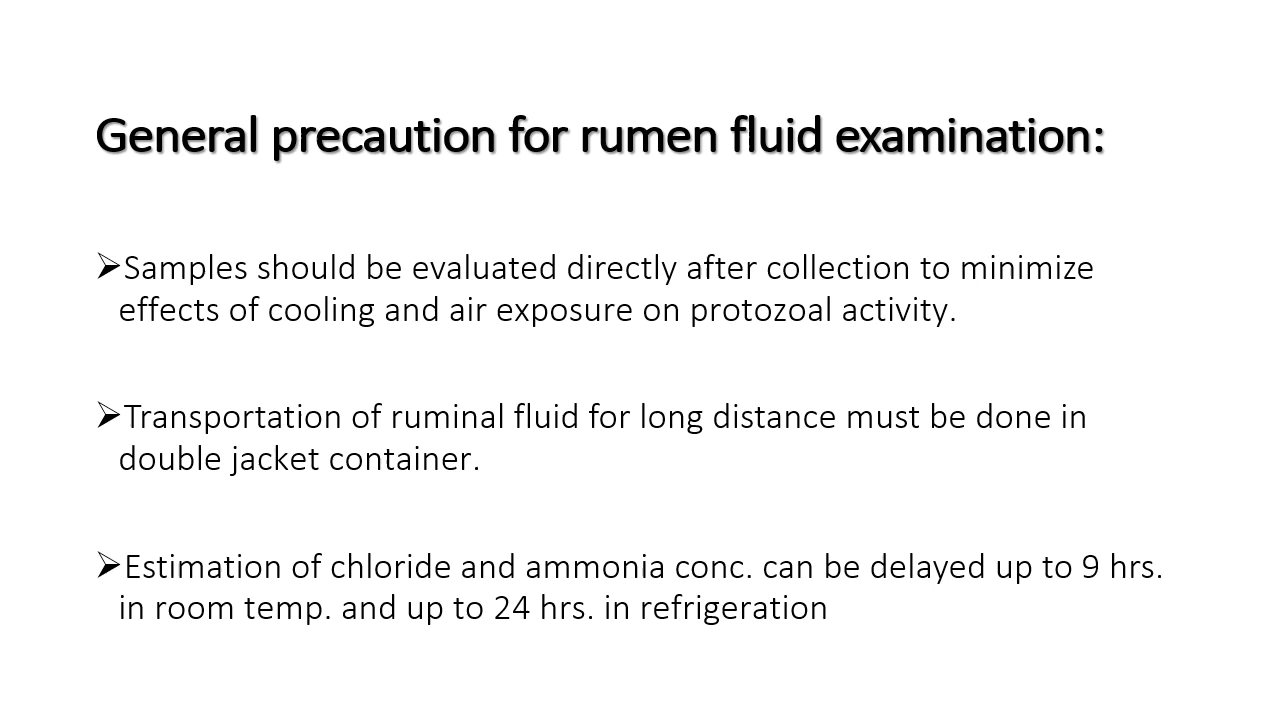 General precaution for rumen fluid examination:
➢Samples should be evaluated directly after collection to minimize
effects of cooling and air exposure on protozoal activity.
➢Transportation of ruminal fluid for long distance must be done in
double jacket container.
➢Estimation of chloride and ammonia conc. can be delayed up to 9 hrs.
in room temp. and up to 24 hrs. in refrigeration